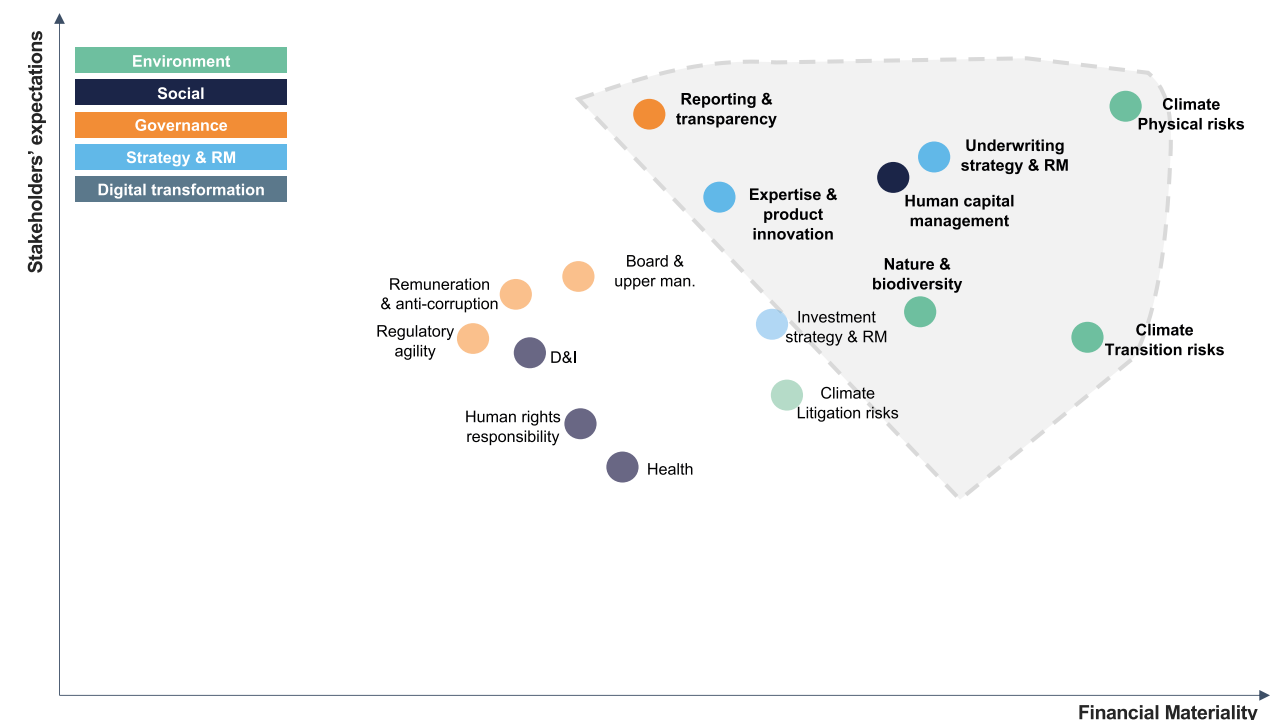 Stakeholders’ expectations
Environment
Social
Governance
Strategy & RM
Digital transformation
Reporting &
transparency
Climate
Physical risks
Underwriting
strategy & RM
Human capital
management
Expertise &
product
innovation
Nature &
biodiversity
Board &
upper man.
Remuneration
& anti-corruption
Regulatory
agility
D&I
Investment
strategy & RM
Climate
Transition risks
Climate
Litigation risks
Human rights
responsibility
Health
Financial Materiality